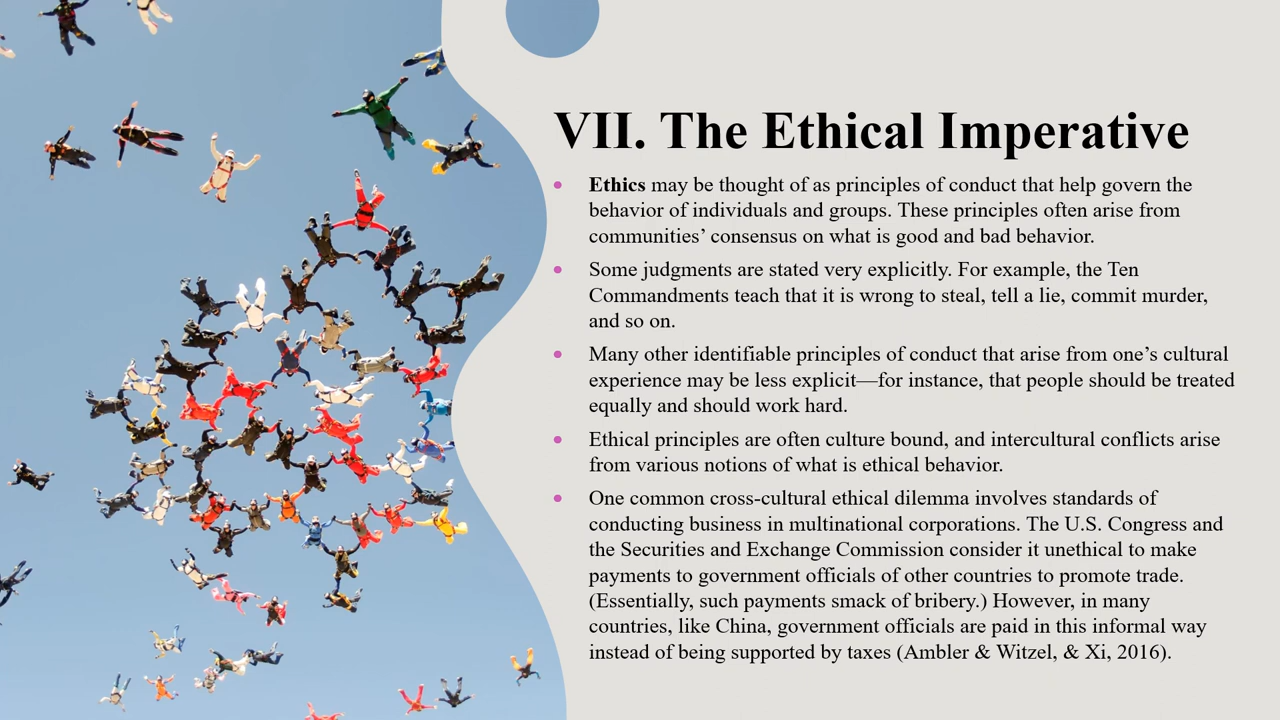 VII. The Ethical Imperative
• Ethics may be thought of as principles of conduct that help govern the
behavior of individuals and groups. These principles often arise from
communities’ consensus on what is good and bad behavior.
• Some judgments are stated very explicitly. For example, the Ten
Commandments teach that it is wrong to steal, tell a lie, commit murder,
and so on.
• Many other identifiable principles of conduct that arise from one’s cultural
experience may be less explicit—for instance, that people should be treated
equally and should work hard.
• Ethical principles are often culture bound, and intercultural conflicts arise
from various notions of what is ethical behavior.
• One common cross-cultural ethical dilemma involves standards of
conducting business in multinational corporations. The U.S. Congress and
the Securities and Exchange Commission consider it unethical to make
payments to government officials of other countries to promote trade.
(Essentially, such payments smack of bribery.) However, in many
countries, like China, government officials are paid in this informal way
instead of being supported by taxes (Ambler & Witzel, & Xi, 2016).